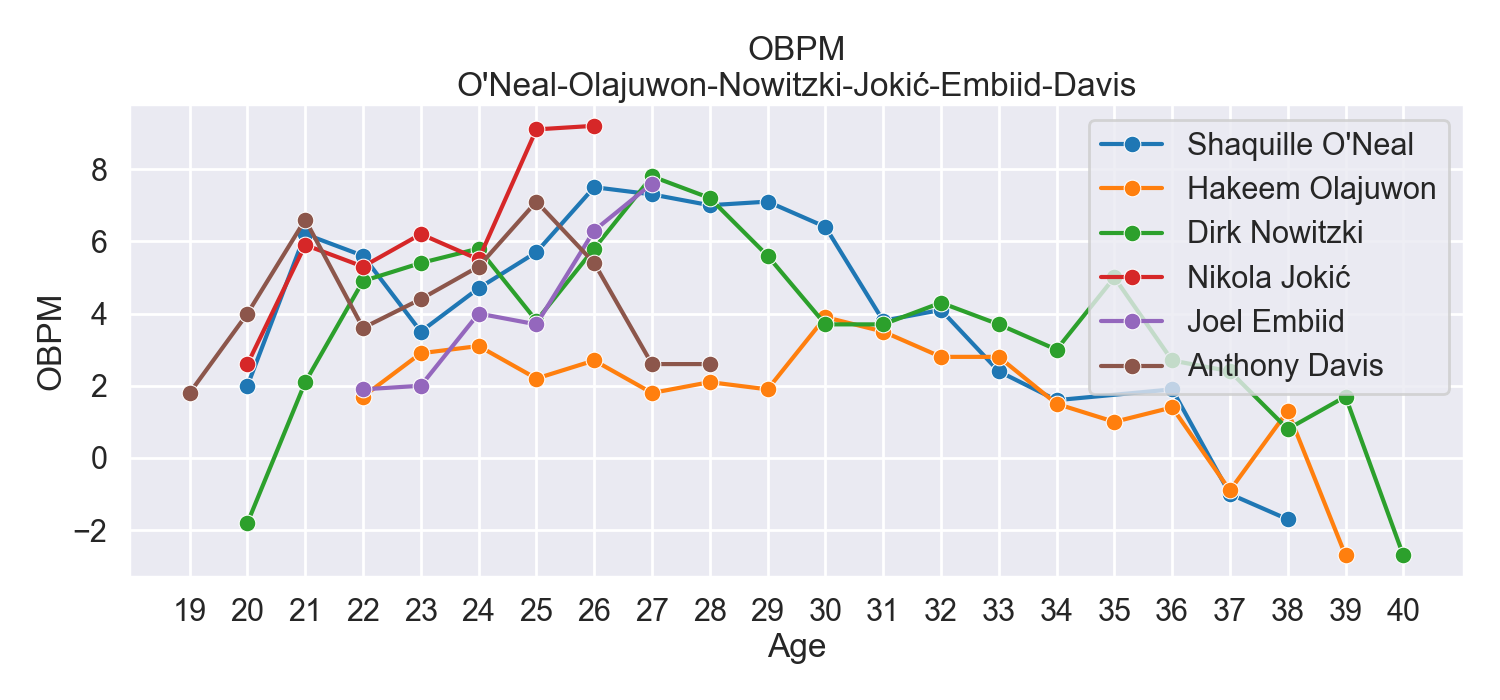 OBPM
O'Neal-Olajuwon-Nowitzki-Jokić-Embiid-Davis
Shaquille O'Neal
Hakeem Olajuwon
Dirk Nowitzki
Nikola Jokić
Joel Embiid
Anthony Davis
OBPM
8
6
4
2
0
−2
19 20 21 22 23 24 25 26 27 28 29 30 31 32 33 34 35 36 37 38 39 40
Age